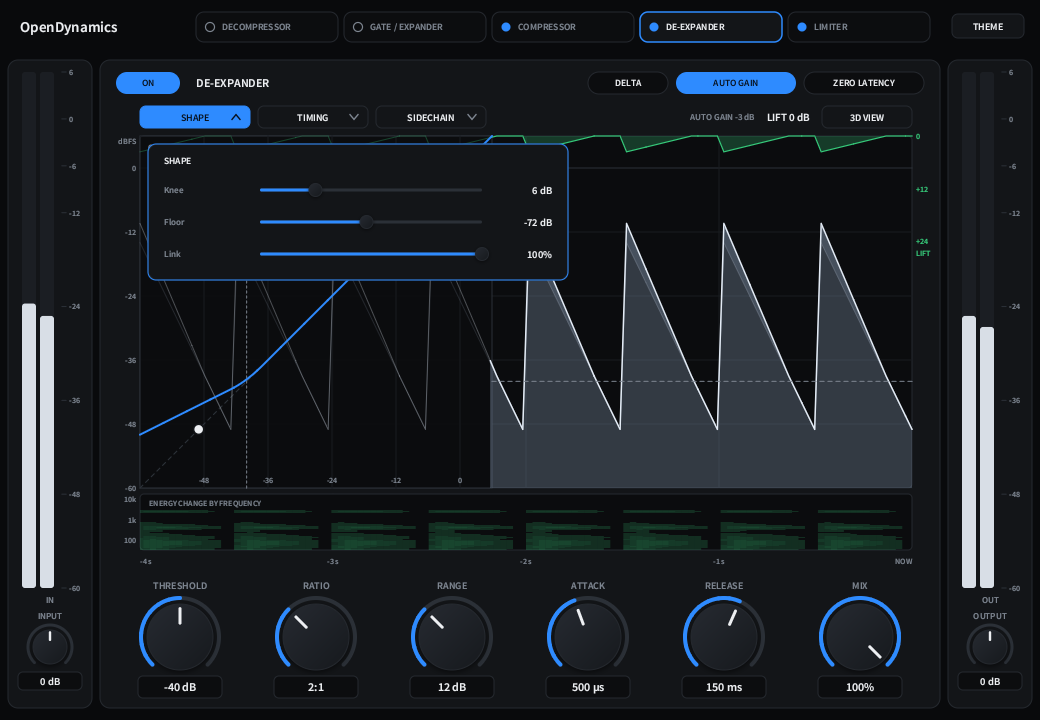 OpenDynamics
DECOMPRESSOR
GATE / EXPANDER
COMPRESSOR
DE-EXPANDER
LIMITER
THEME
ON
DE-EXPANDER
DELTA
AUTO GAIN
ZERO LATENCY
SHAPE
TIMING
SIDECHAIN
AUTO GAIN -3 dB
LIFT 0 dB
3D VIEW
dBFS
0
-12
-24
-36
-48
-60
SHAPE
Knee
6 dB
Floor
-72 dB
Link
100%
0
+12
+24
LIFT
-48
-36
-24
-12
0
10k
1k
100
ENERGY CHANGE BY FREQUENCY
-4s
-3s
-2s
-1s
NOW
6
0
-6
-12
-24
-36
-48
-60
IN
INPUT
0 dB
THRESHOLD
-40 dB
RATIO
2:1
RANGE
12 dB
ATTACK
500 µs
RELEASE
150 ms
MIX
100%
6
0
-6
-12
-24
-36
-48
-60
OUT
OUTPUT
0 dB